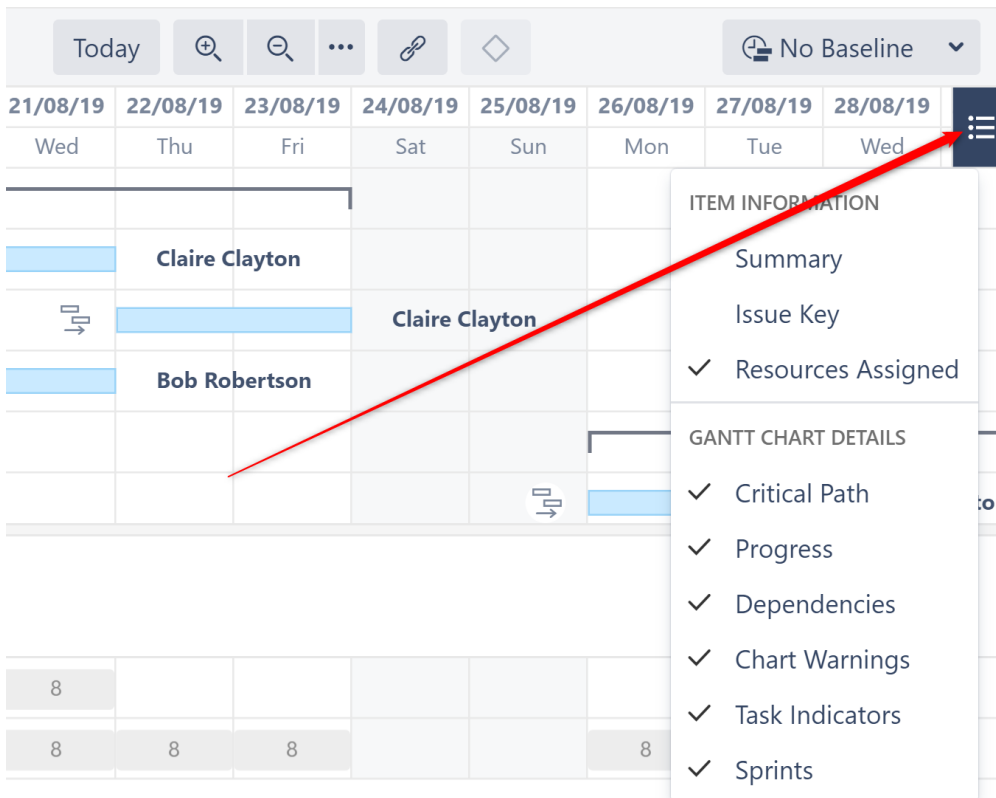 Today
No Baseline
21/08/19 22/08/19 23/08/19 24/08/19 25/08/19 26/08/19 27/08/19 28/08/19
Wed Thu Fri Sat Sun Mon Tue Wed
ITEM INFORMATION
Claire Clayton
Summary
Issue Key
Claire Clayton
Resources Assigned
Bob Robertson
GANTT CHART DETAILS
Critical Path
Progress
Dependencies
Chart Warnings
8
Task Indicators
8 8 8 8
Sprints